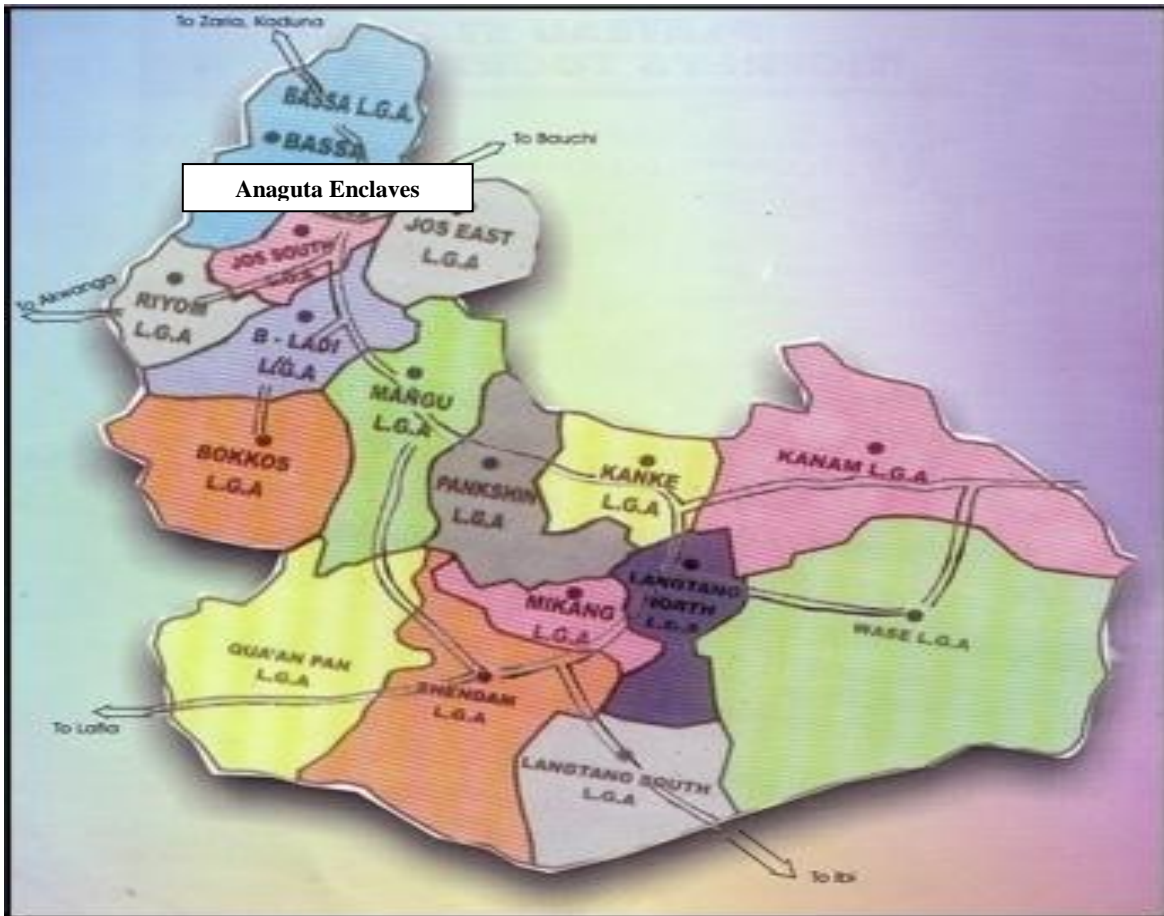 To Zaria, Kaduna
BASSA L.G.A.
BASSA
To Bauchi
Anaguta Enclaves
JOS EAST
L.G.A
JOS SOUTH
L.G.A
To Akwanga
RIYOM
L.G.A
B - LADI
L.G.A
MANGU
L.G.A
BOKKOS
L.G.A
PANKSHIN
L.G.A
KANKE
L.G.A
KANAM L.G.A
LANGTANG
NORTH
L.G.A
MIKANG
L.G.A
WASE L.G.A
QUA'AN PAN
L.G.A
SHENDAM
L.G.A
To Lafia
LANGTANG SOUTH
L.G.A
To Ibi